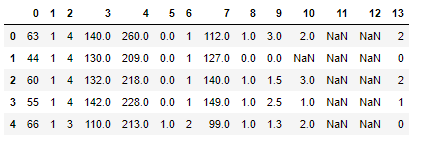 0 1 2 3 4 5 6 7 8 9 10 11 12 13
0 63 1 4 140.0 260.0 0.0 1 112.0 1.0 3.0 2.0 NaN NaN 2
1 44 1 4 130.0 209.0 0.0 1 127.0 0.0 0.0 NaN NaN NaN 0
2 60 1 4 132.0 218.0 0.0 1 140.0 1.0 1.5 3.0 NaN NaN 2
3 55 1 4 142.0 228.0 0.0 1 149.0 1.0 2.5 1.0 NaN NaN 1
4 66 1 3 110.0 213.0 1.0 2 99.0 1.0 1.3 2.0 NaN NaN 0